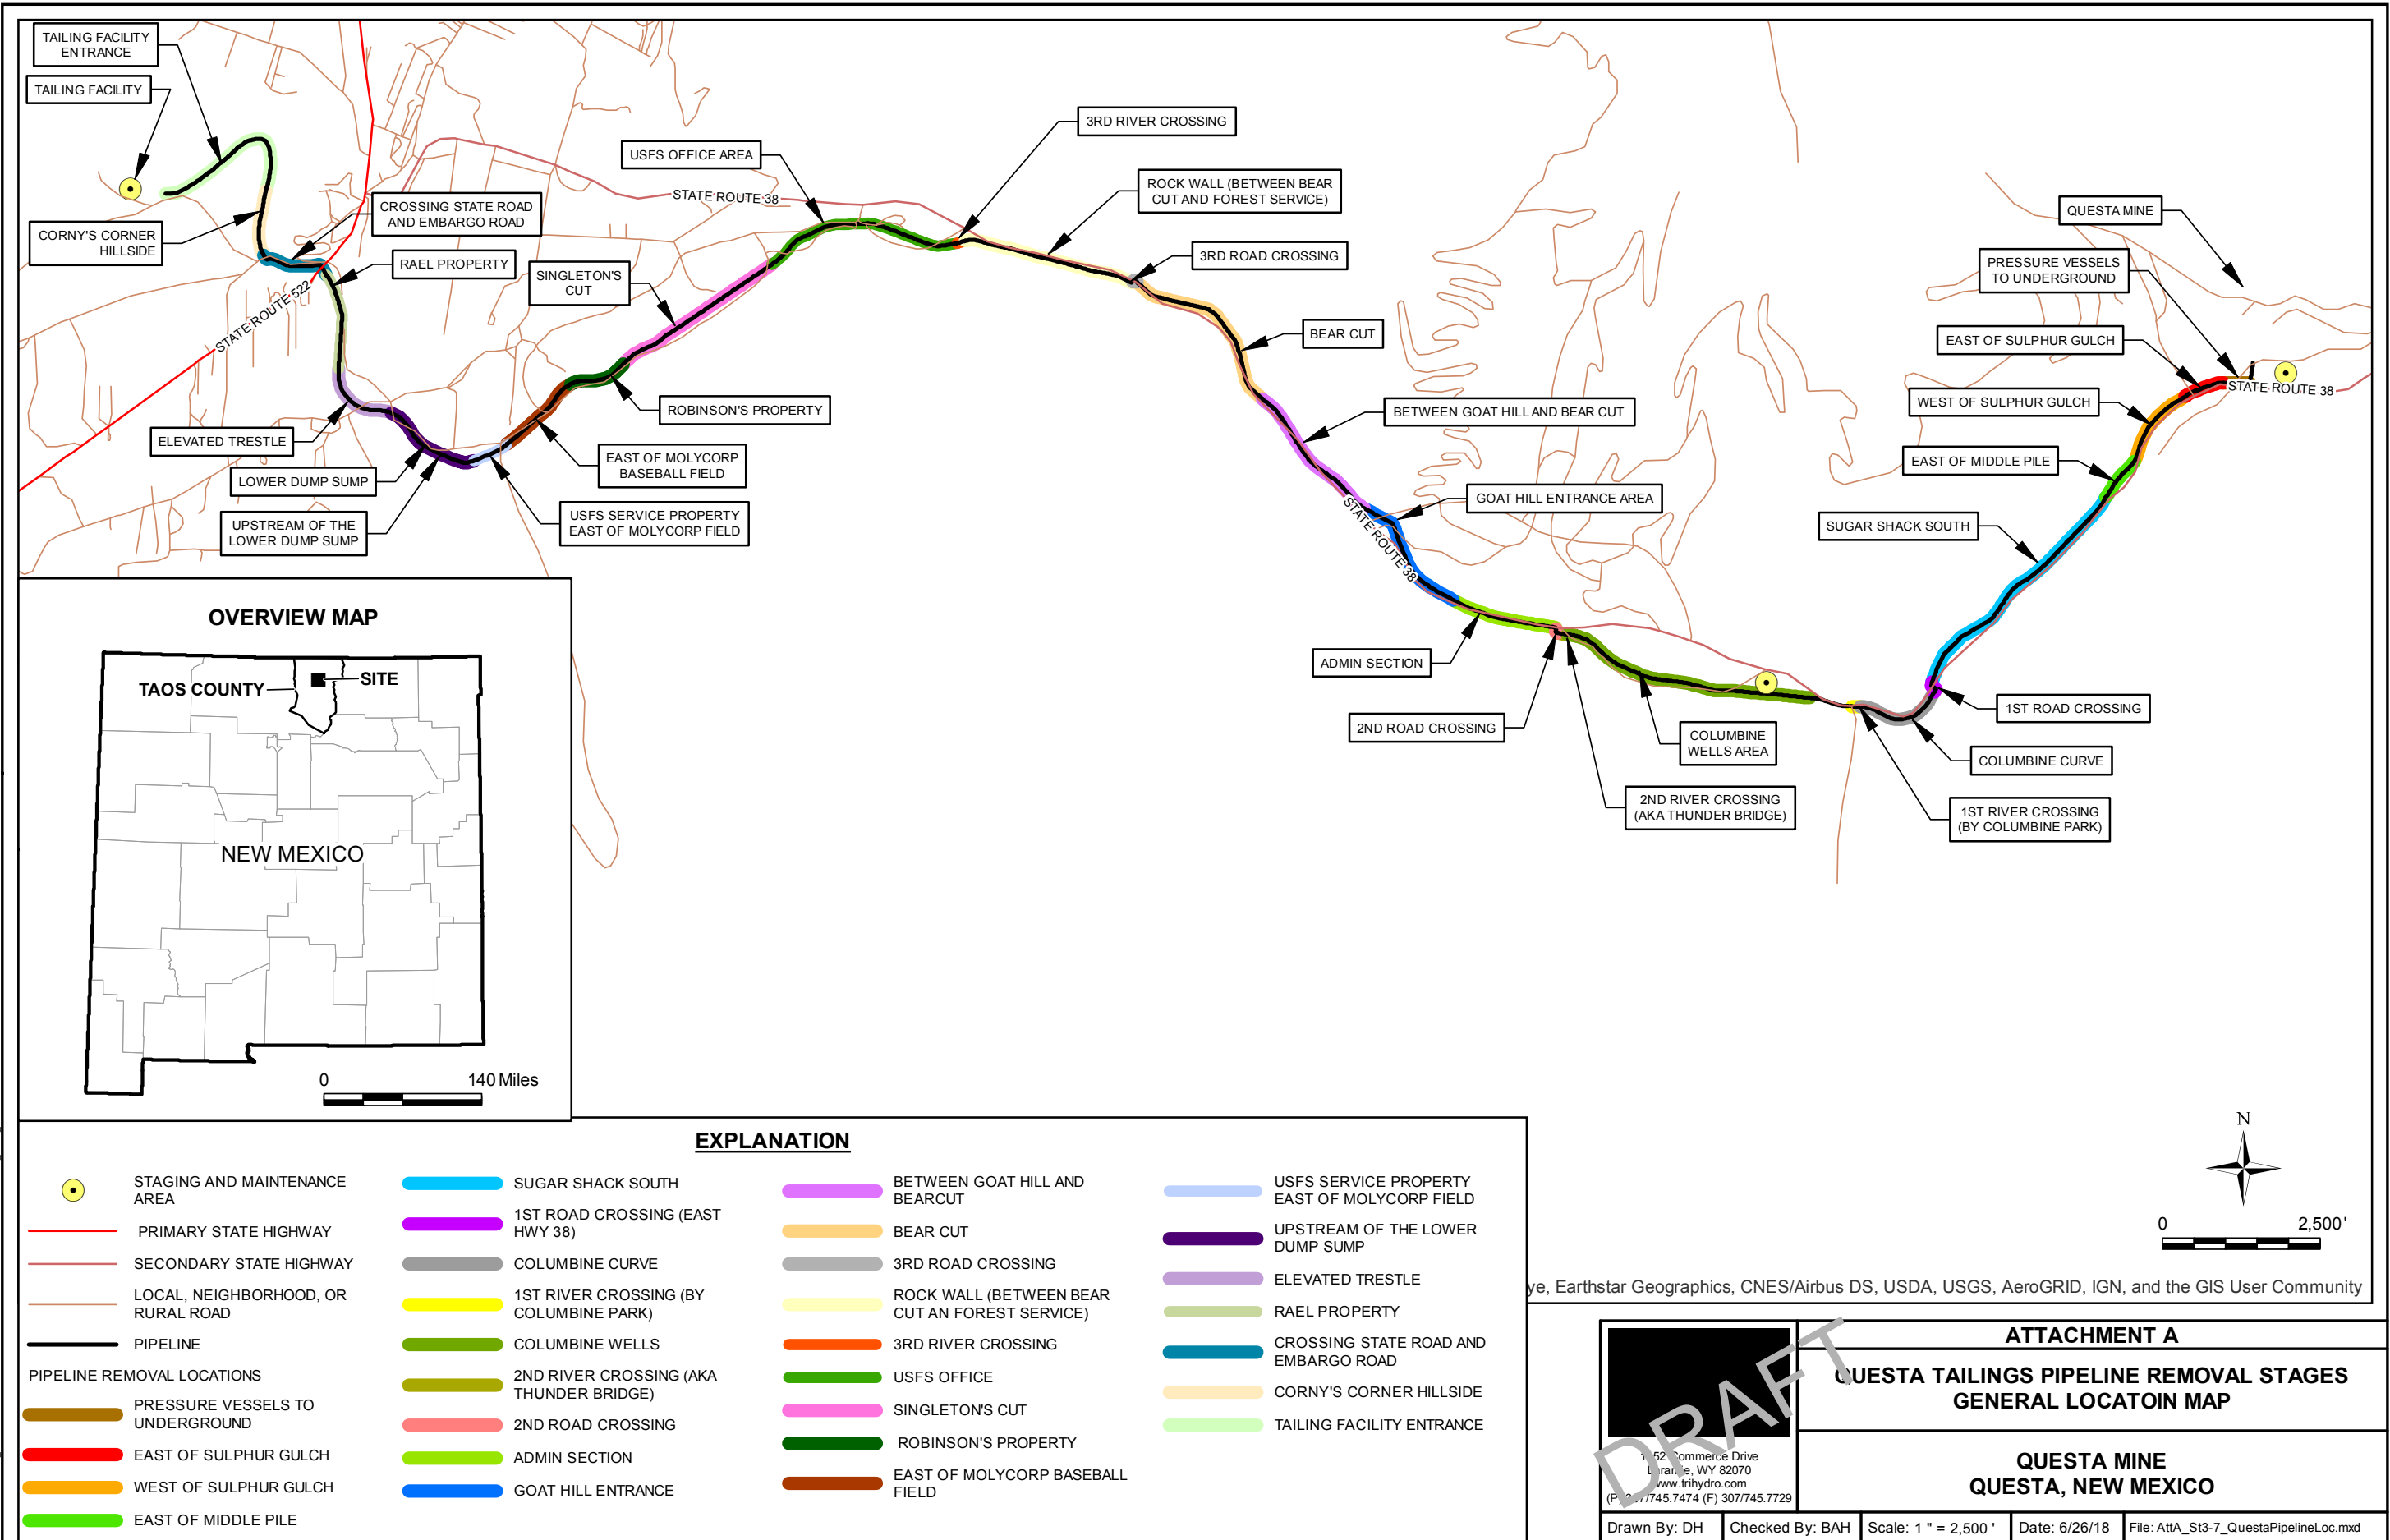 TAILING FACILITY
ENTRANCE
TAILING FACILITY
CORNY'S CORNER
HILLSIDE
CROSSING STATE ROAD
AND EMBARGO ROAD
RAEL PROPERTY
STATE ROUTE 522
ELEVATED TRESTLE
LOWER DUMP SUMP
UPSTREAM OF THE
LOWER DUMP SUMP
USFS SERVICE PROPERTY
EAST OF MOLYCORP FIELD
EAST OF MOLYCORP
BASEBALL FIELD
ROBINSON'S PROPERTY
SINGLETON'S
CUT
USFS OFFICE AREA
STATE ROUTE 38
3RD RIVER CROSSING
ROCK WALL (BETWEEN BEAR
CUT AND FOREST SERVICE)
3RD ROAD CROSSING
BEAR CUT
BETWEEN GOAT HILL AND BEAR CUT
GOAT HILL ENTRANCE AREA
STATE ROUTE 38
ADMIN SECTION
2ND ROAD CROSSING
COLUMBINE
WELLS AREA
2ND RIVER CROSSING
(AKA THUNDER BRIDGE)
1ST RIVER CROSSING
(BY COLUMBINE PARK)
COLUMBINE CURVE
1ST ROAD CROSSING
SUGAR SHACK SOUTH
EAST OF MIDDLE PILE
WEST OF SULPHUR GULCH
EAST OF SULPHUR GULCH
PRESSURE VESSELS
TO UNDERGROUND
QUESTA MINE
STATE ROUTE 38
OVERVIEW MAP
TAOS COUNTY
SITE
NEW MEXICO
0 140 Miles
EXPLANATION
STAGING AND MAINTENANCE
AREA
PRIMARY STATE HIGHWAY
SECONDARY STATE HIGHWAY
LOCAL, NEIGHBORHOOD, OR
RURAL ROAD
PIPELINE
PIPELINE REMOVAL LOCATIONS
PRESSURE VESSELS TO
UNDERGROUND
EAST OF SULPHUR GULCH
WEST OF SULPHUR GULCH
EAST OF MIDDLE PILE
SUGAR SHACK SOUTH
1ST ROAD CROSSING (EAST
HWY 38)
COLUMBINE CURVE
1ST RIVER CROSSING (BY
COLUMBINE PARK)
COLUMBINE WELLS
2ND RIVER CROSSING (AKA
THUNDER BRIDGE)
2ND ROAD CROSSING
ADMIN SECTION
GOAT HILL ENTRANCE
BETWEEN GOAT HILL AND
BEARCUT
BEAR CUT
3RD ROAD CROSSING
ROCK WALL (BETWEEN BEAR
CUT AN FOREST SERVICE)
3RD RIVER CROSSING
USFS OFFICE
SINGLETON'S CUT
ROBINSON'S PROPERTY
EAST OF MOLYCORP BASEBALL
FIELD
USFS SERVICE PROPERTY
EAST OF MOLYCORP FIELD
UPSTREAM OF THE LOWER
DUMP SUMP
ELEVATED TRESTLE
RAEL PROPERTY
CROSSING STATE ROAD AND
EMBARGO ROAD
CORNY'S CORNER HILLSIDE
TAILING FACILITY ENTRANCE
N
0 2,500'
ye, Earthstar Geographics, CNES/Airbus DS, USDA, USGS, AeroGRID, IGN, and the GIS User Community
DRAFT
Commerce Drive
WY 82070
www.trihydro.com
(F) 307/745.7729
ATTACHMENT A
QUESTA TAILINGS PIPELINE REMOVAL STAGES
GENERAL LOCATOIN MAP
QUESTA MINE
QUESTA, NEW MEXICO
Drawn By: DH
Checked By: BAH
Scale: 1 " = 2,500 '
Date: 6/26/18
File: AttA_St3-7_QuestaPipelineLoc.mxd